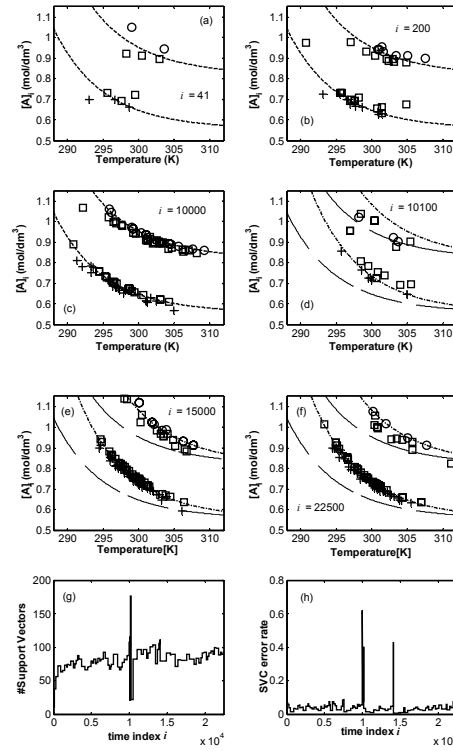 (a)
i = 41
[A]i (mol/dm3)
1.1
1
0.9
0.8
0.7
0.6
0.5
290 295 300 305 310
Temperature (K)
i = 200
(b)
[A]i (mol/dm3)
1.1
1
0.9
0.8
0.7
0.6
0.5
290 295 300 305 310
Temperature (K)
i = 10000
(c)
[A]i (mol/dm3)
1.1
1
0.9
0.8
0.7
0.6
0.5
290 295 300 305 310
Temperature (K)
i = 10100
(d)
[A]i (mol/dm3)
1.1
1
0.9
0.8
0.7
0.6
0.5
290 295 300 305 310
Temperature (K)
(e)
i = 15000
[A]i (mol/dm3)
1.1
1
0.9
0.8
0.7
0.6
0.5
290 295 300 305 310
Temperature[K]
(f)
i = 22500
[A]i (mol/dm3)
1.1
1
0.9
0.8
0.7
0.6
0.5
290 295 300 305 310
Temperature[K]
(g)
#Support Vectors
200
150
100
50
0
0 0.5 1 1.5 2
time index i
x 10^4
(h)
SVC error rate
0.8
0.6
0.4
0.2
0
0 0.5 1 1.5 2
time index i
x 10^4